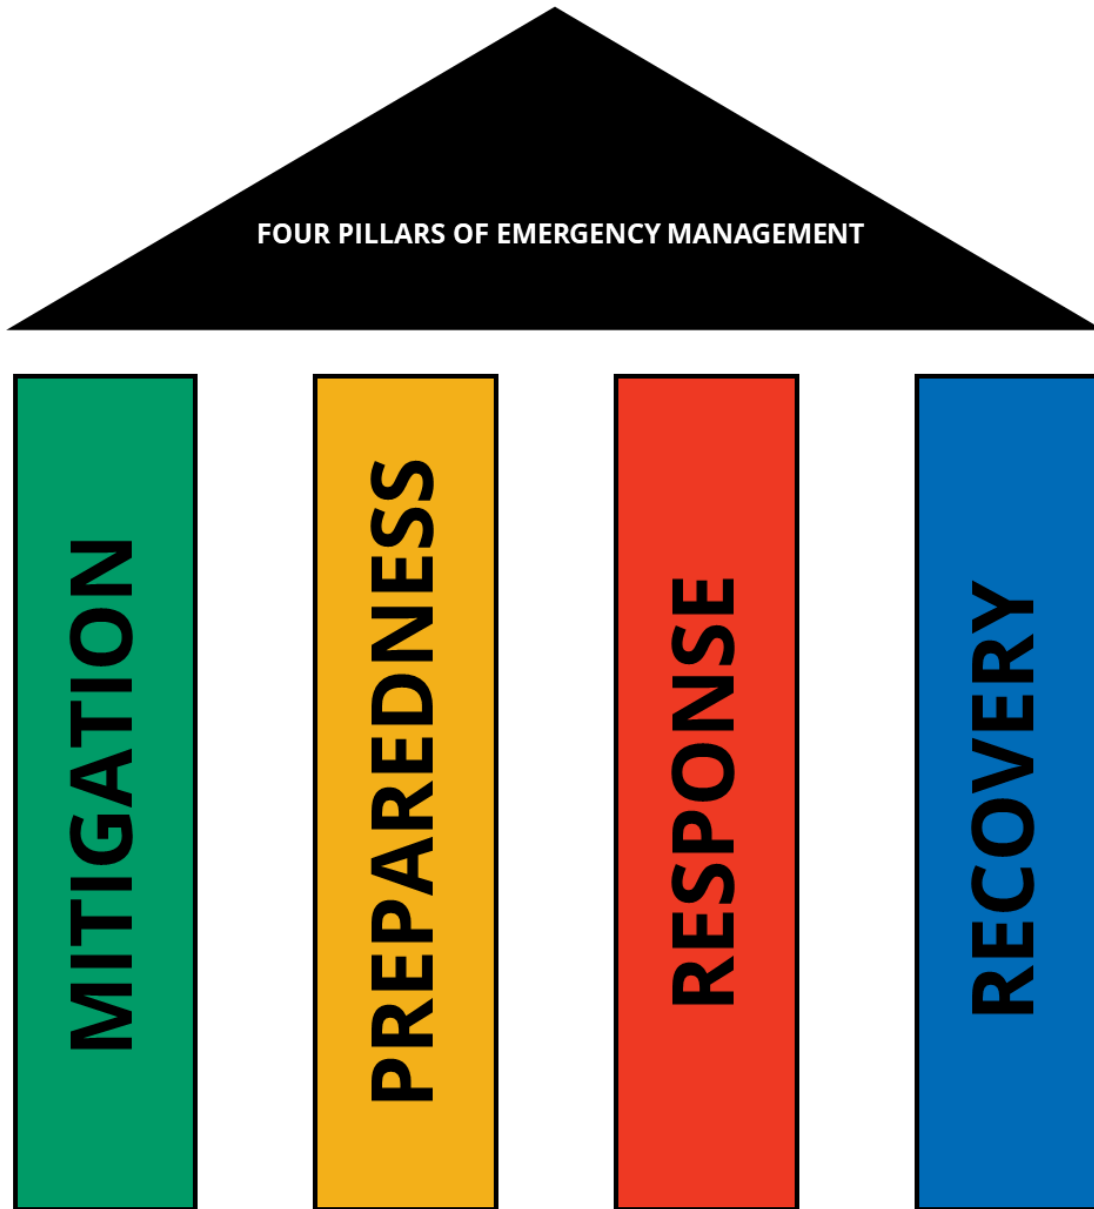 FOUR PILLARS OF EMERGENCY MANAGEMENT
MITIGATION
PREPAREDNESS
RESPONSE
RECOVERY